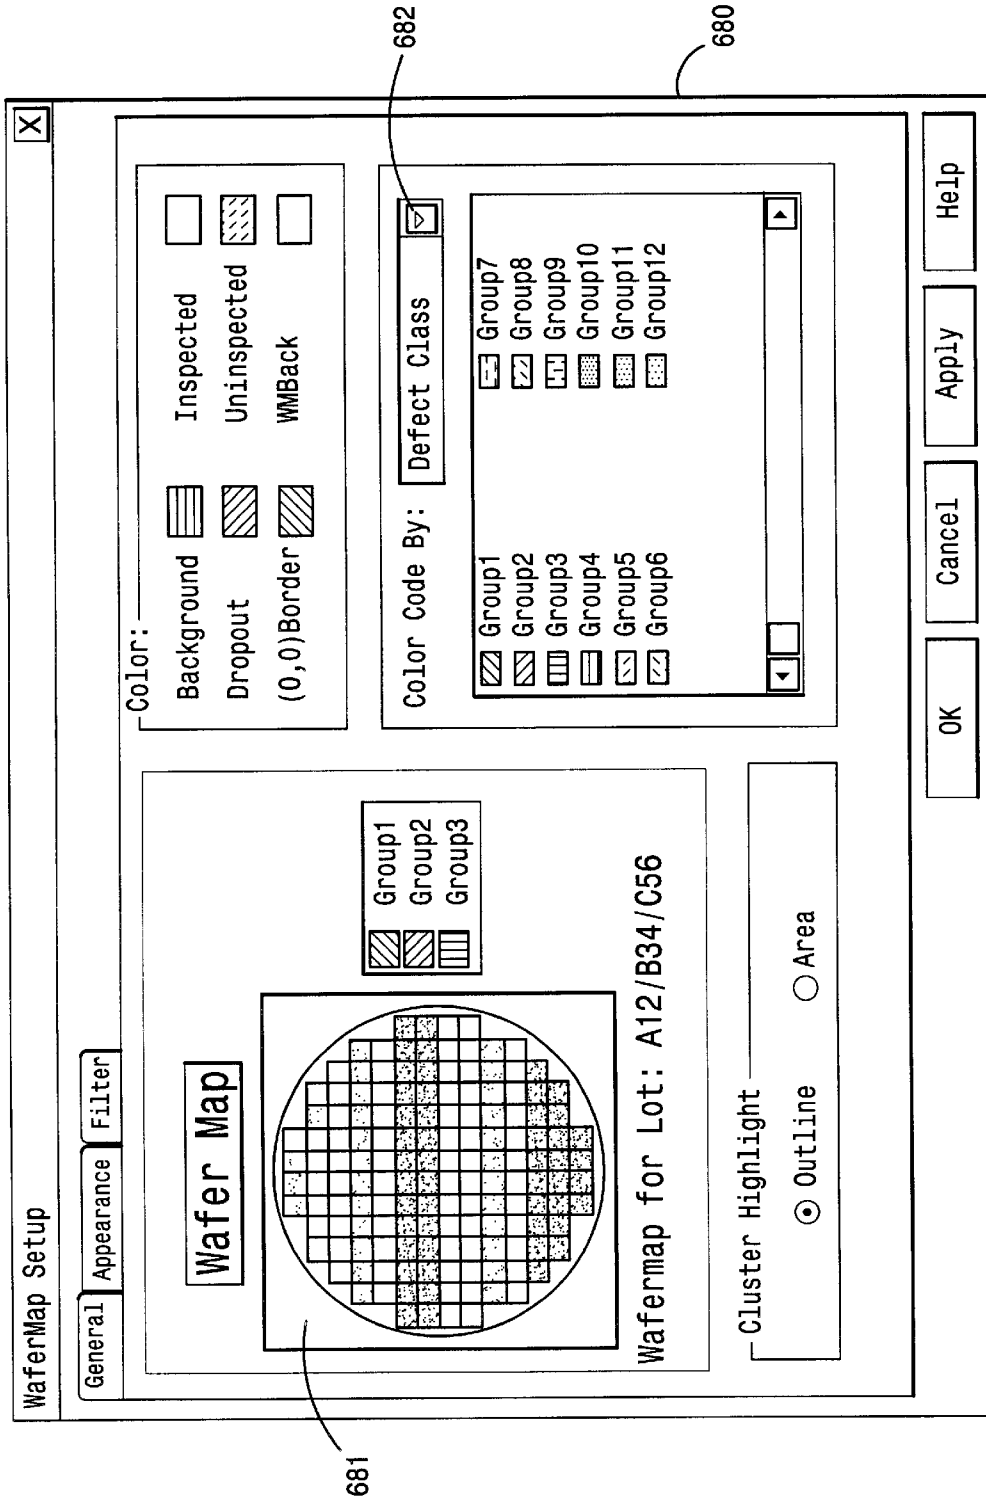 WaferMap Setup
X
General
Appearance
Filter
Wafer Map
Group1
Group2
Group3
Wafermap for Lot: A12/B34/C56
Cluster Highlight
Outline
Area
Color:
Background
Inspected
Dropout
Uninspected
(0,0)Border
WMBack
Color Code By:
Defect Class
Group1
Group7
Group2
Group8
Group3
Group9
Group4
Group10
Group5
Group11
Group6
Group12
OK
Cancel
Apply
Help
681
682
680